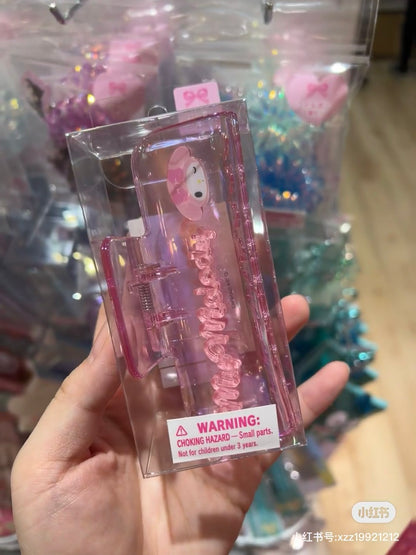 My Melody
⚠ WARNING:
CHOKING HAZARD — Small parts.
Not for children under 3 years.
小红书
小红书号:xzz19921212